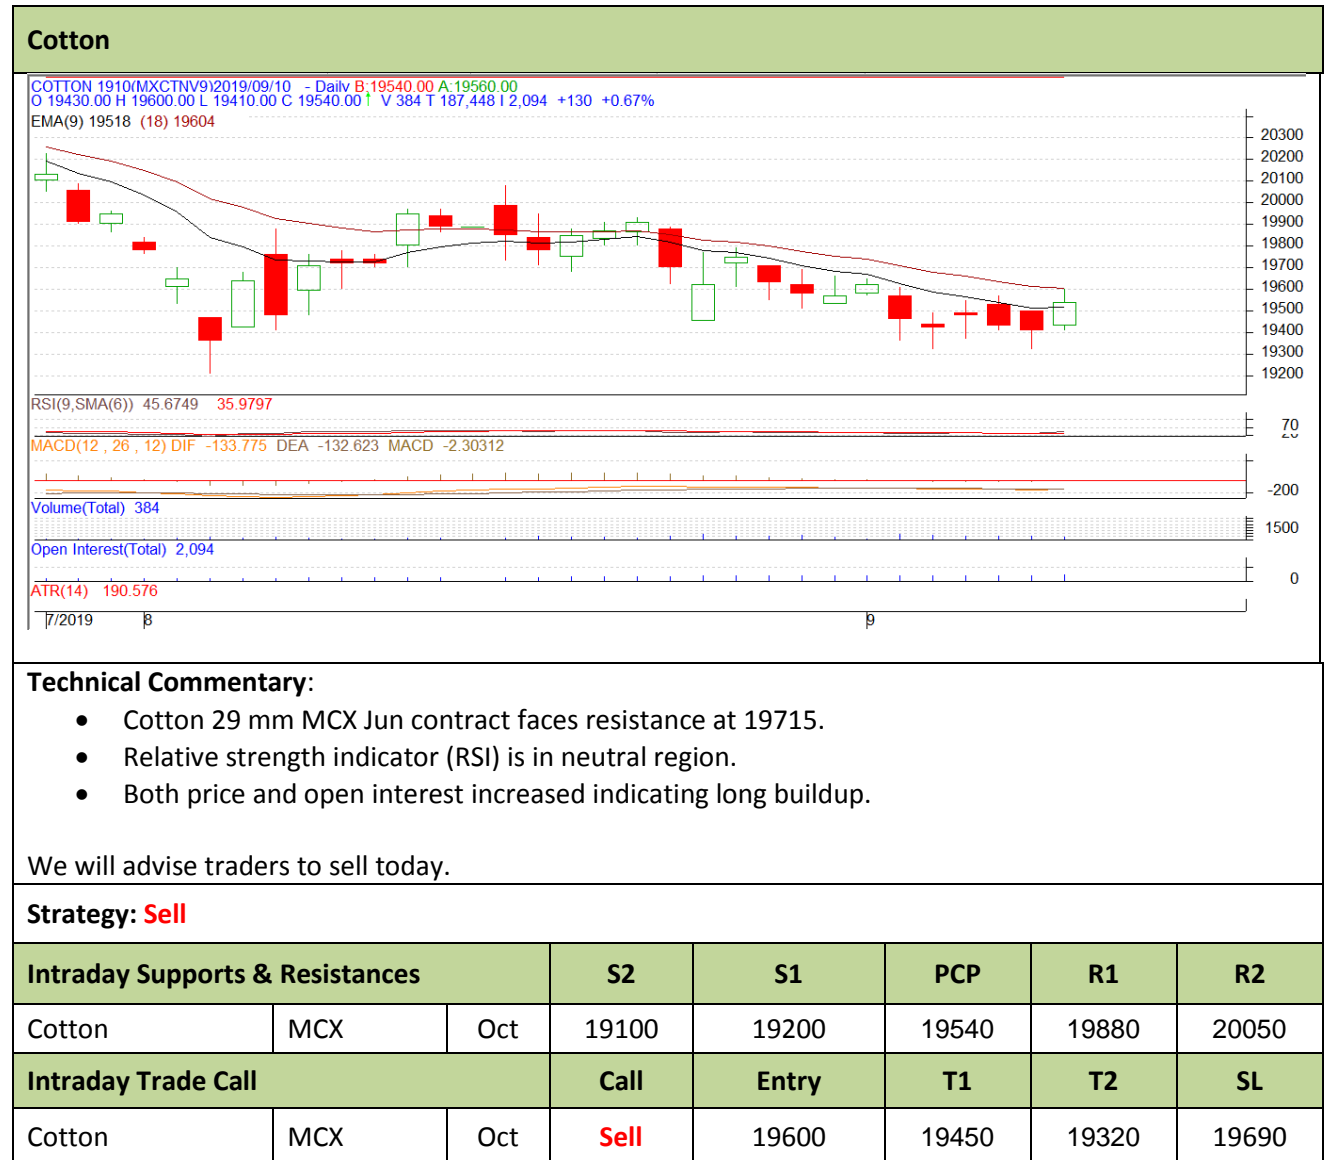 Cotton
COTTON 1910(MXCTNV9)2019/09/10 - Daily B:19540.00 A:19560.00
O 19430.00 H 19600.00 L 19410.00 C 19540.00↑ V 384 T 187,448 I 2,094 +130 +0.67%
EMA(9) 19518 (18) 19604
20300
20200
20100
20000
19900
19800
19700
19600
19500
19400
19300
19200
RSI(9,SMA(6)) 45.6749 35.9797
70
20
MACD(12 , 26 , 12) DIF -133.775 DEA -132.623 MACD -2.30312
-200
Volume(Total) 384
1500
Open Interest(Total) 2,094
0
ATR(14) 190.576
7/2019 8 9
Technical Commentary:
• Cotton 29 mm MCX Jun contract faces resistance at 19715.
• Relative strength indicator (RSI) is in neutral region.
• Both price and open interest increased indicating long buildup.
We will advise traders to sell today.
Strategy: Sell
Intraday Supports & Resistances S2 S1 PCP R1 R2
Cotton MCX Oct 19100 19200 19540 19880 20050
Intraday Trade Call Call Entry T1 T2 SL
Cotton MCX Oct Sell 19600 19450 19320 19690